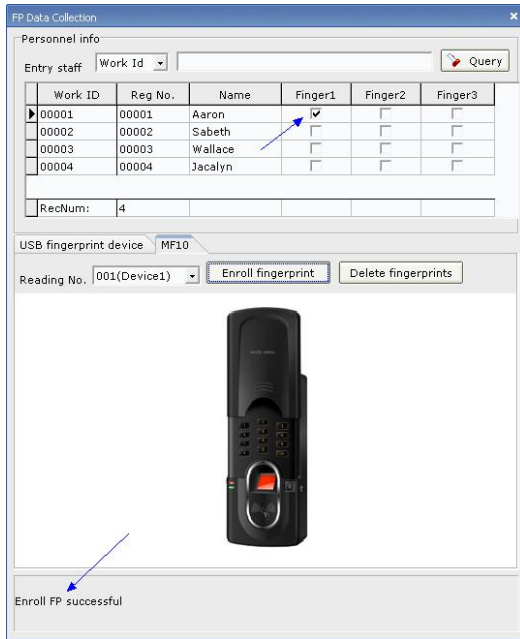 FP Data Collection
Personnel info
Entry staff Work Id Query
Work ID Reg No. Name Finger1 Finger2 Finger3
00001 00001 Aaron
00002 00002 Sabeth
00003 00003 Wallace
00004 00004 Jacalyn
RecNum: 4
USB fingerprint device MF10
Reading No. 001(Device1) Enroll fingerprint Delete fingerprints
Enroll FP successful